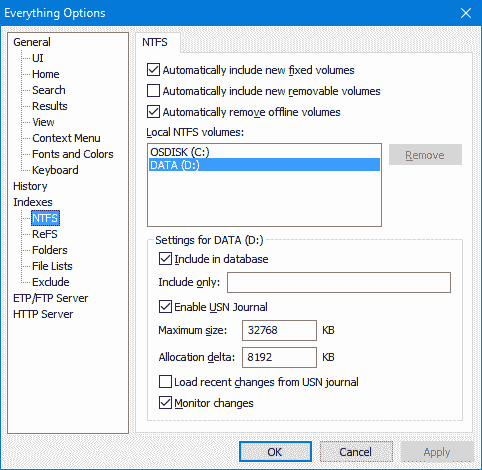 Everything Options
General
UI
Home
Search
Results
View
Context Menu
Fonts and Colors
Keyboard
History
Indexes
NTFS
ReFS
Folders
File Lists
Exclude
ETP/FTP Server
HTTP Server
NTFS
Automatically include new fixed volumes
Automatically include new removable volumes
Automatically remove offline volumes
Local NTFS volumes:
OSDISK (C:)
DATA (D:)
Remove
Settings for DATA (D:)
Include in database
Include only:
Enable USN Journal
Maximum size: 32768 KB
Allocation delta: 8192 KB
Load recent changes from USN journal
Monitor changes
OK Cancel Apply